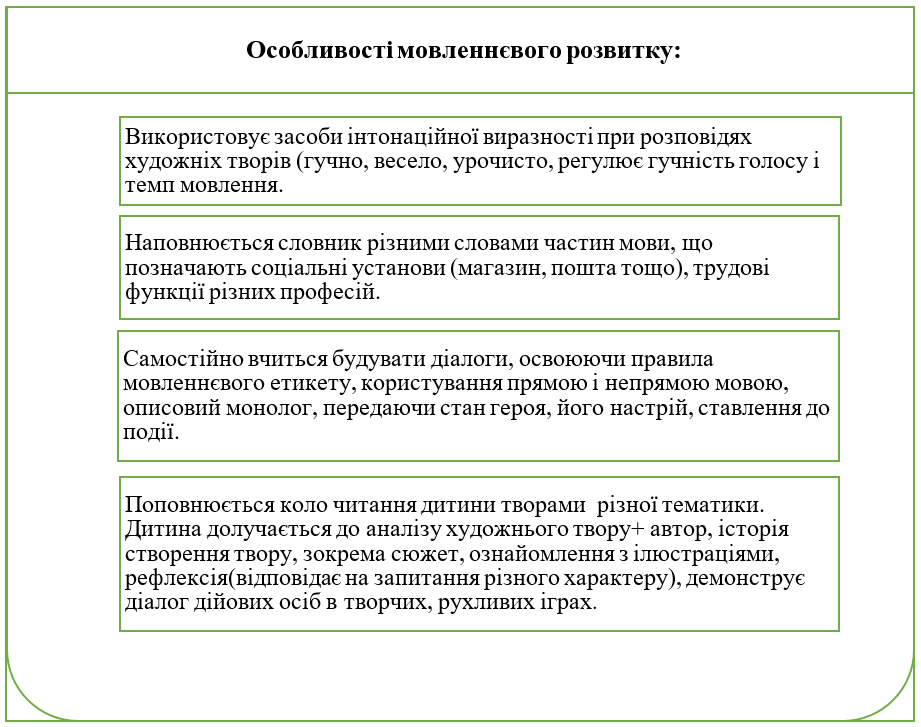 Особливості мовленнєвого розвитку:
Використовує засоби інтонаційної виразності при розповідях
художніх творів (гучно, весело, урочисто, регулює гучність голосу і
темп мовлення.
Наповнюється словник різними словами частин мови, що
позначають соціальні установи (магазин, пошта тощо), трудові
функції різних професій.
Самостійно вчиться будувати діалоги, освоюючи правила
мовленнєвого етикету, користування прямою і непрямою мовою,
описовий монолог, передаючи стан героя, його настрій, ставлення до
події.
Поповнюється коло читання дитини творами  різної тематики.
Дитина долучається до аналізу художнього твору+ автор, історія
створення твору, зокрема сюжет, ознайомлення з ілюстраціями,
рефлексія(відповідає на запитання різного характеру), демонструє
діалог дійових осіб в творчих, рухливих іграх.